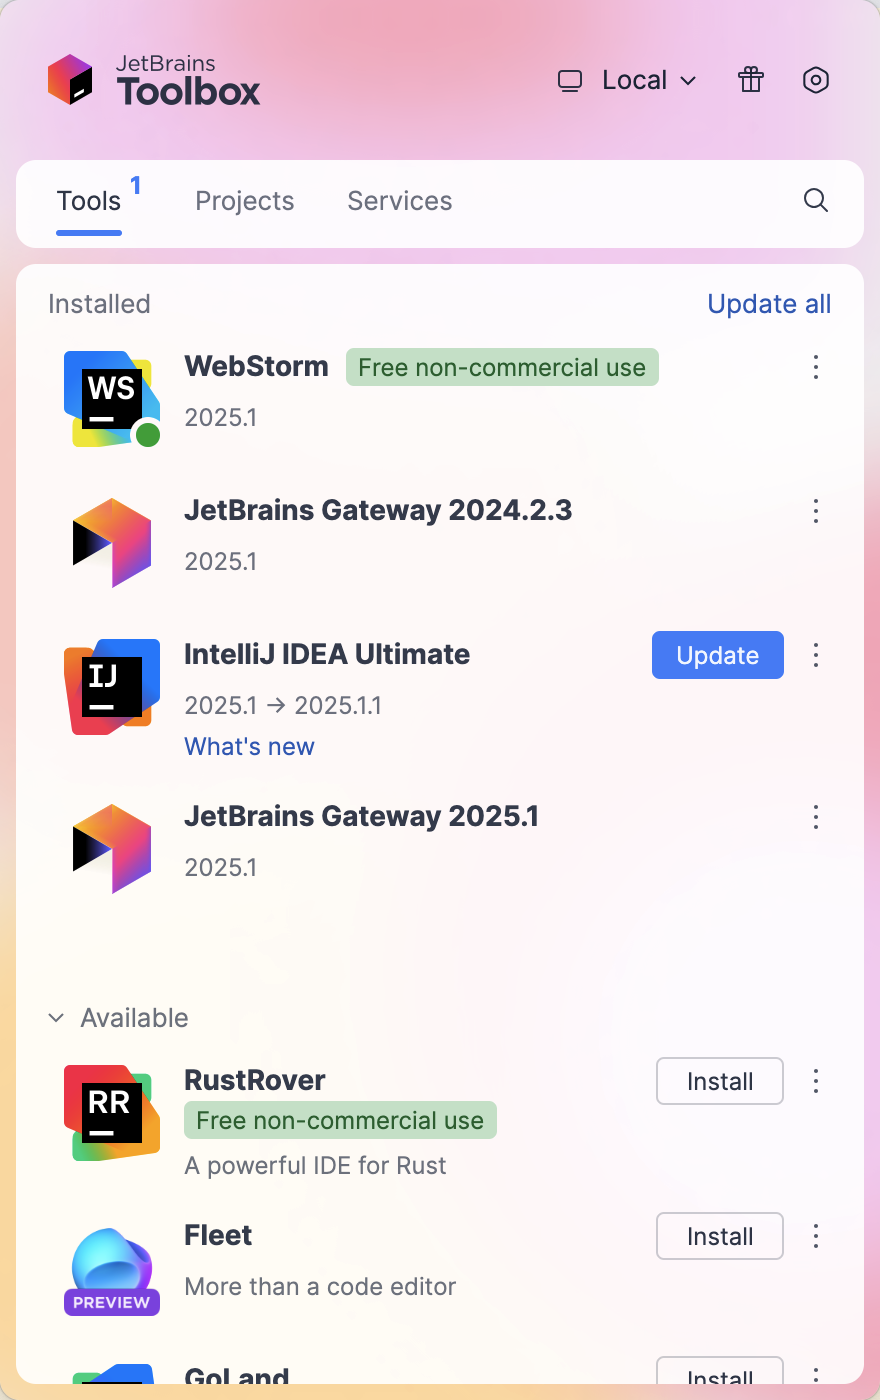 JetBrains
Toolbox
Local
Tools 1
Projects
Services
Installed
Update all
WS
WebStorm
Free non-commercial use
2025.1
JetBrains Gateway 2024.2.3
2025.1
IJ
IntelliJ IDEA Ultimate
Update
2025.1 → 2025.1.1
What's new
JetBrains Gateway 2025.1
2025.1
Available
RR
RustRover
Install
Free non-commercial use
A powerful IDE for Rust
Fleet
Install
More than a code editor
PREVIEW
GoLand
Install